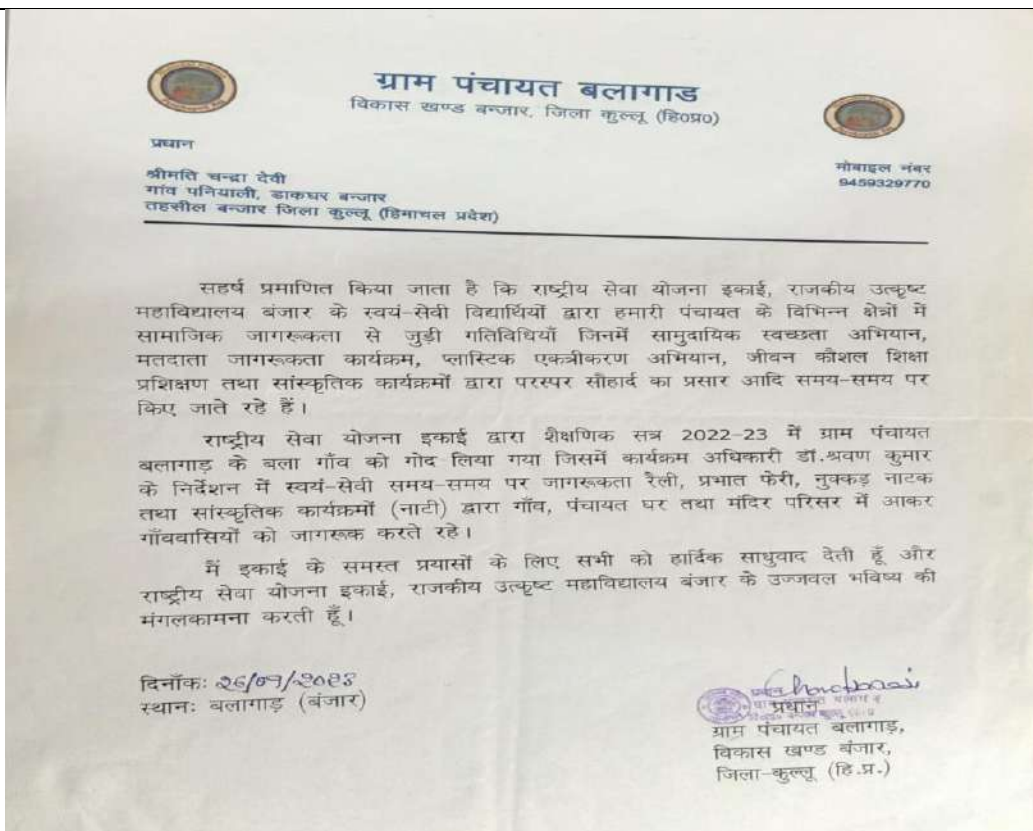 ग्राम पंचायत बलागाड
विकास खण्ड बन्जार, जिला कुल्लू (हि0प्र0)
प्रधान
श्रीमति चन्द्रा देवी
गांव पनियाली, डाकघर बन्जार
तहसील बन्जार जिला कुल्लू (हिमाचल प्रदेश)
मोबाइल नंबर
9459329770
सहर्ष प्रमाणित किया जाता है कि राष्ट्रीय सेवा योजना इकाई, राजकीय उत्कृष्ट
महाविद्यालय बंजार के स्वयं-सेवी विद्यार्थियों द्वारा हमारी पंचायत के विभिन्न क्षेत्रों में
सामाजिक जागरूकता से जुड़ी गतिविधियाँ जिनमें सामुदायिक स्वच्छता अभियान,
मतदाता जागरूकता कार्यक्रम, प्लास्टिक एकत्रीकरण अभियान, जीवन कौशल शिक्षा
प्रशिक्षण तथा सांस्कृतिक कार्यक्रमों द्वारा परस्पर सौहार्द का प्रसार आदि समय-समय पर
किए जाते रहे हैं।
राष्ट्रीय सेवा योजना इकाई द्वारा शैक्षणिक सत्र 2022-23 में ग्राम पंचायत
बलागाड़ के बला गाँव को गोद लिया गया जिसमें कार्यक्रम अधिकारी डॉ.श्रवण कुमार
के निर्देशन में स्वयं-सेवी समय-समय पर जागरूकता रैली, प्रभात फेरी, नुक्कड़ नाटक
तथा सांस्कृतिक कार्यक्रमों (नाटी) द्वारा गाँव, पंचायत घर तथा मंदिर परिसर में आकर
गाँववासियों को जागरूक करते रहे।
मैं इकाई के समस्त प्रयासों के लिए सभी को हार्दिक साधुवाद देती हूँ और
राष्ट्रीय सेवा योजना इकाई, राजकीय उत्कृष्ट महाविद्यालय बंजार के उज्जवल भविष्य की
मंगलकामना करती हूँ।
दिनाँकः 26/09/2023
स्थानः बलागाड़ (बंजार)
प्रधान
ग्राम पंचायत बलागाड़,
विकास खण्ड बंजार,
जिला-कुल्लू (हि.प्र.)